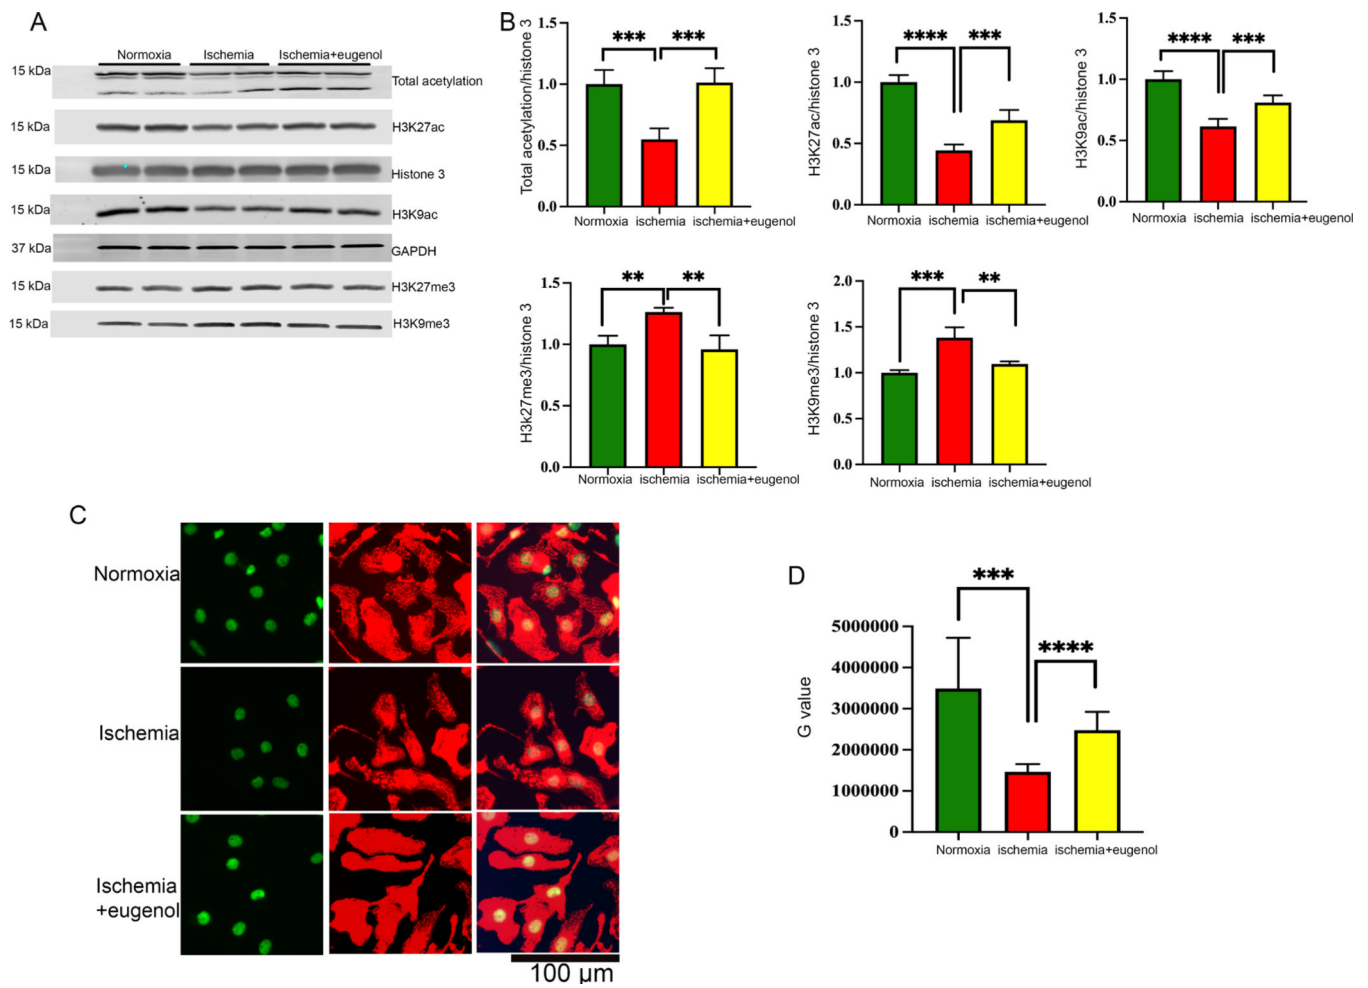 A
Normoxia Ischemia Ischemia+eugenol
15 kDa Total acetylation
15 kDa H3K27ac
15 kDa Histone 3
15 kDa H3K9ac
37 kDa GAPDH
15 kDa H3K27me3
15 kDa H3K9me3
B
Total acetylation/histone 3
1.5
1.0
0.5
0.0
*** ***
Normoxia ischemia ischemia+eugenol
H3K27ac/histone 3
1.5
1.0
0.5
0.0
**** ***
Normoxia ischemia ischemia+eugenol
H3K9ac/histone 3
1.5
1.0
0.5
0.0
**** ***
Normoxia ischemia ischemia+eugenol
H3k27me3/histone 3
1.5
1.0
0.5
0.0
** **
Normoxia ischemia ischemia+eugenol
H3K9me3/histone 3
2.0
1.5
1.0
0.5
0.0
*** **
Normoxia ischemia ischemia+eugenol
C
Normoxia
Ischemia
Ischemia
+eugenol
100 μm
D
G value
5000000
4000000
3000000
2000000
1000000
0
***
****
Normoxia ischemia ischemia+eugenol